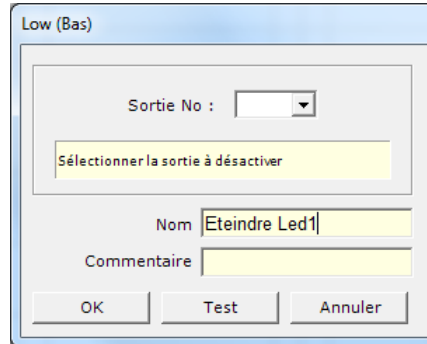 Low (Bas)
Sortie No :
Sélectionner la sortie à désactiver
Nom Eteindre Led1
Commentaire
OK Test Annuler